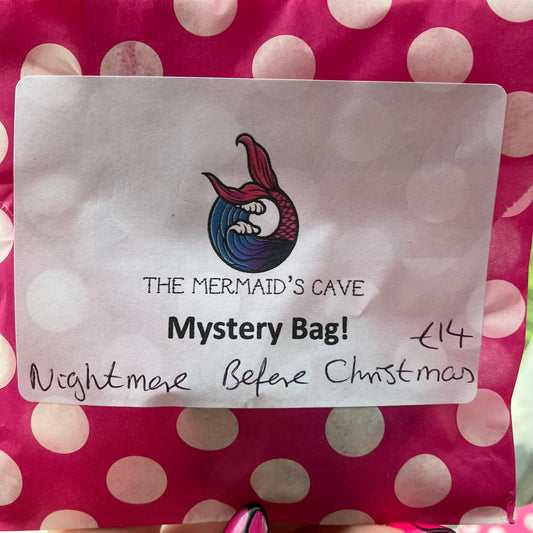 THE MERMAID'S CAVE
Mystery Bag!
£14
Nightmare Before Christmas